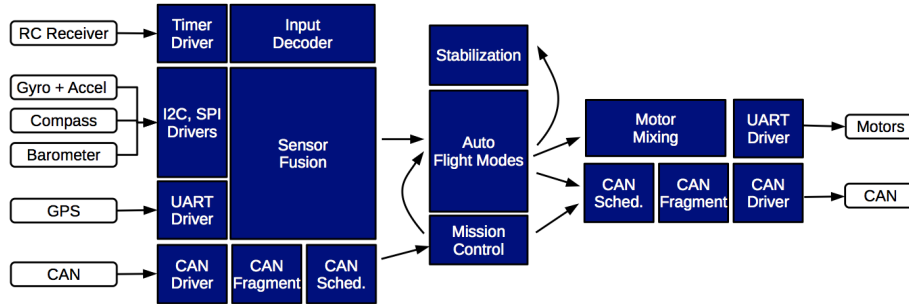 RC Receiver
Timer
Driver
Input
Decoder
Gyro + Accel
Compass
Barometer
I2C, SPI
Drivers
Sensor
Fusion
GPS
UART
Driver
CAN
CAN
Driver
CAN
Fragment
CAN
Sched.
Stabilization
Auto
Flight Modes
Mission
Control
Motor
Mixing
UART
Driver
Motors
CAN
Sched.
CAN
Fragment
CAN
Driver
CAN